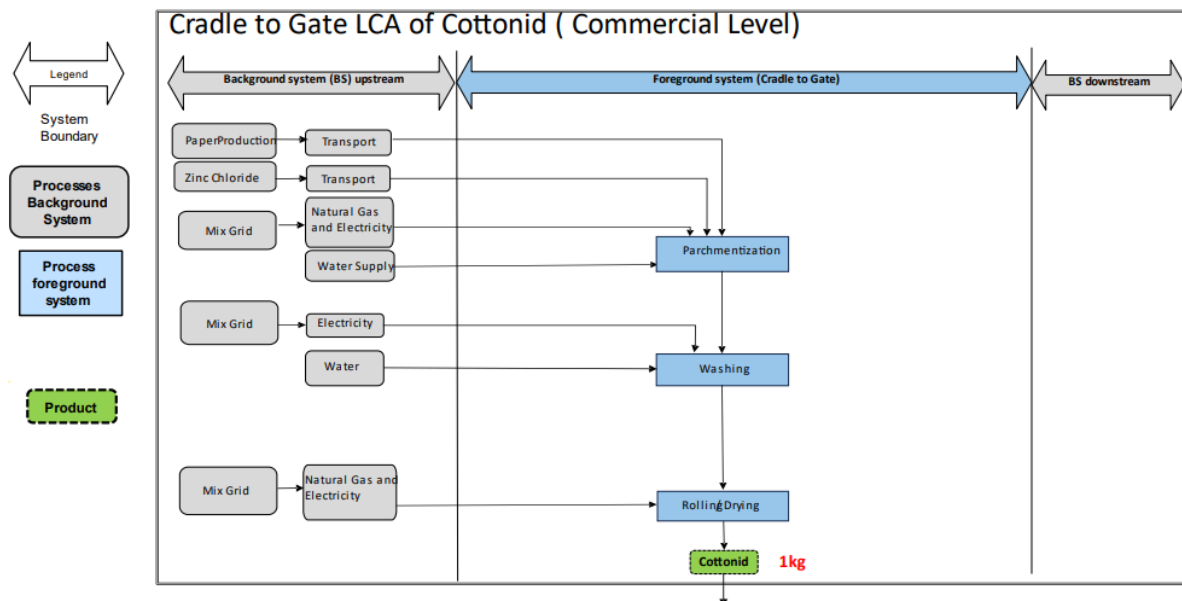 Cradle to Gate LCA of Cottonid ( Commercial Level)
Legend
System
Boundary
Processes
Background
System
Process
foreground
system
Product
Background system (BS) upstream
Foreground system (Cradle to Gate)
BS downstream
PaperProduction
Transport
Zinc Chloride
Transport
Mix Grid
Natural Gas
and Electricity
Water Supply
Parchmentization
Mix Grid
Electricity
Water
Washing
Mix Grid
Natural Gas and
Electricity
Rolling/Drying
Cottonid
1kg